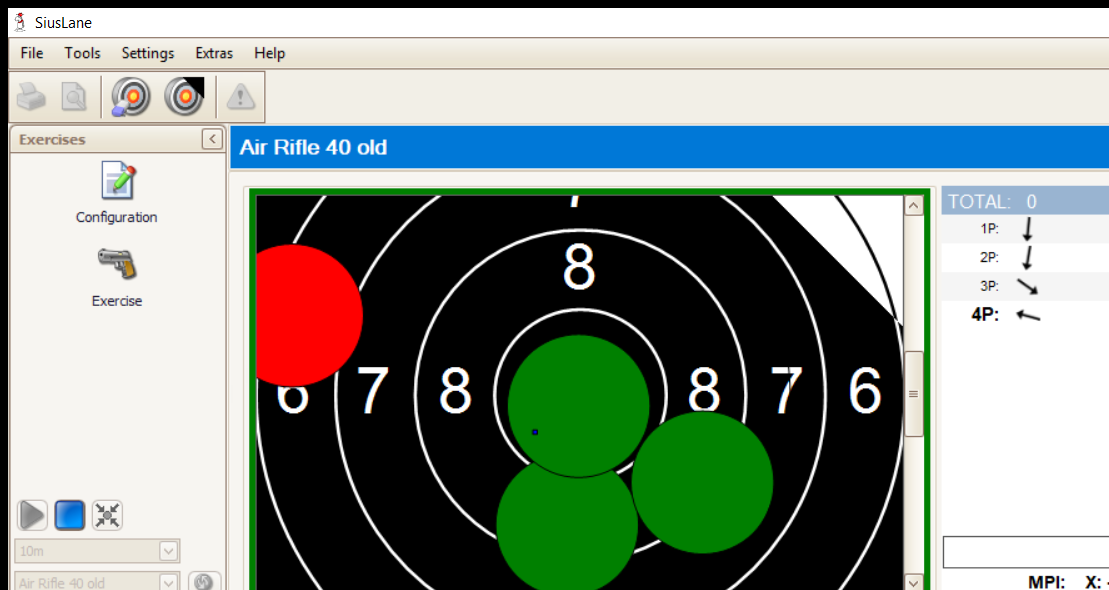 SiusLane
File Tools Settings Extras Help
Exercises
Air Rifle 40 old
Configuration
Exercise
10m
Air Rifle 40 old
7
8
6 7 8 8 7 6
TOTAL: 0
1P:
2P:
3P:
4P:
MPI: X: -